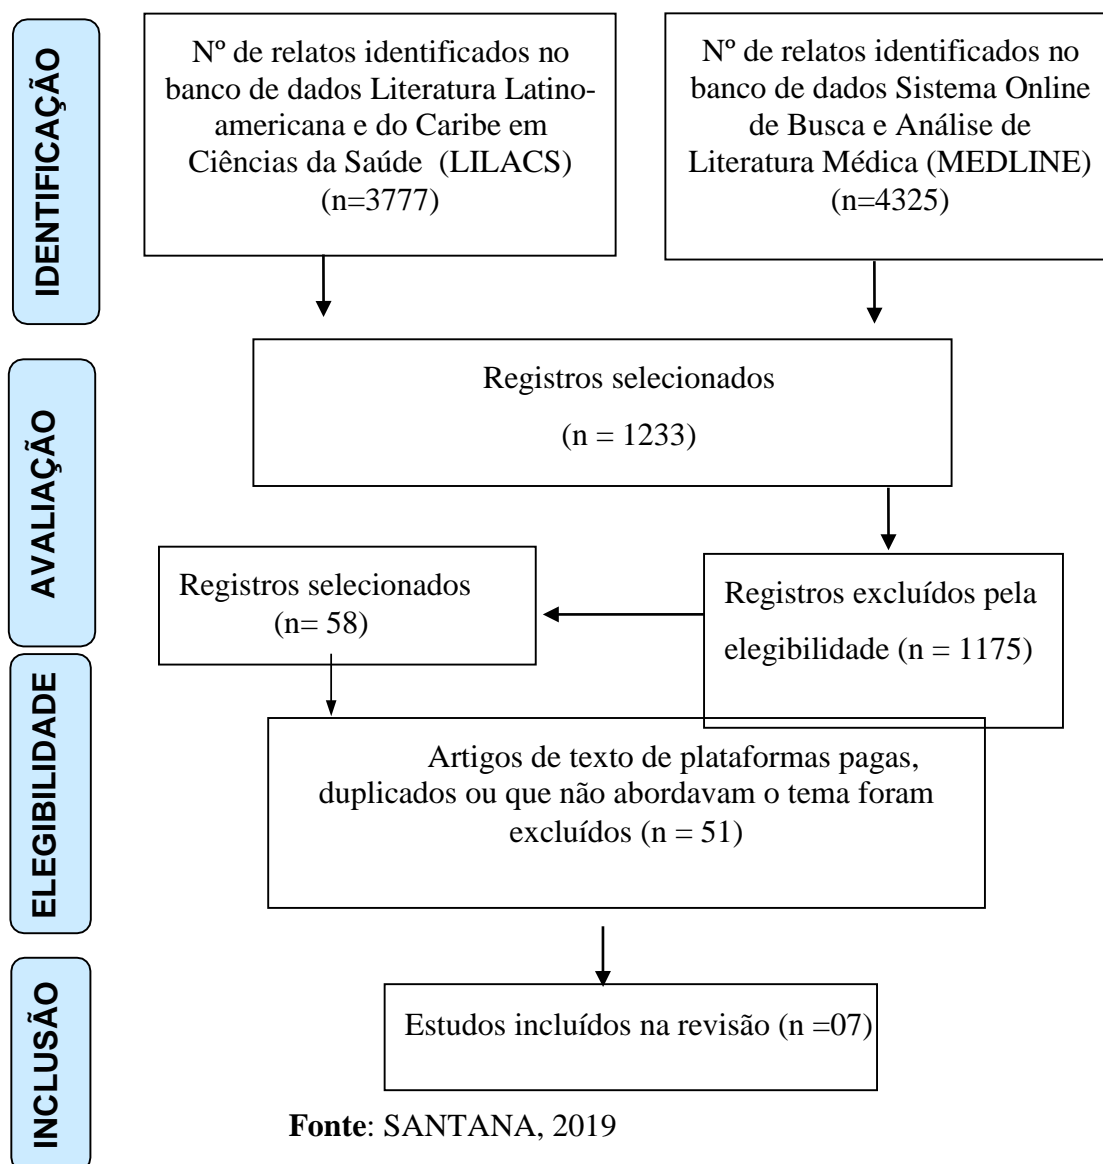 IDENTIFICAÇÃO
Nº de relatos identificados no
banco de dados Literatura Latino-
americana e do Caribe em
Ciências da Saúde (LILACS)
(n=3777)
Nº de relatos identificados no
banco de dados Sistema Online
de Busca e Análise de
Literatura Médica (MEDLINE)
(n=4325)
AVALIAÇÃO
Registros selecionados
(n = 1233)
Registros selecionados
(n= 58)
Registros excluídos pela
elegibilidade (n = 1175)
ELEGIBILIDADE
Artigos de texto de plataformas pagas,
duplicados ou que não abordavam o tema foram
excluídos (n = 51)
INCLUSÃO
Estudos incluídos na revisão (n =07)
Fonte: SANTANA, 2019